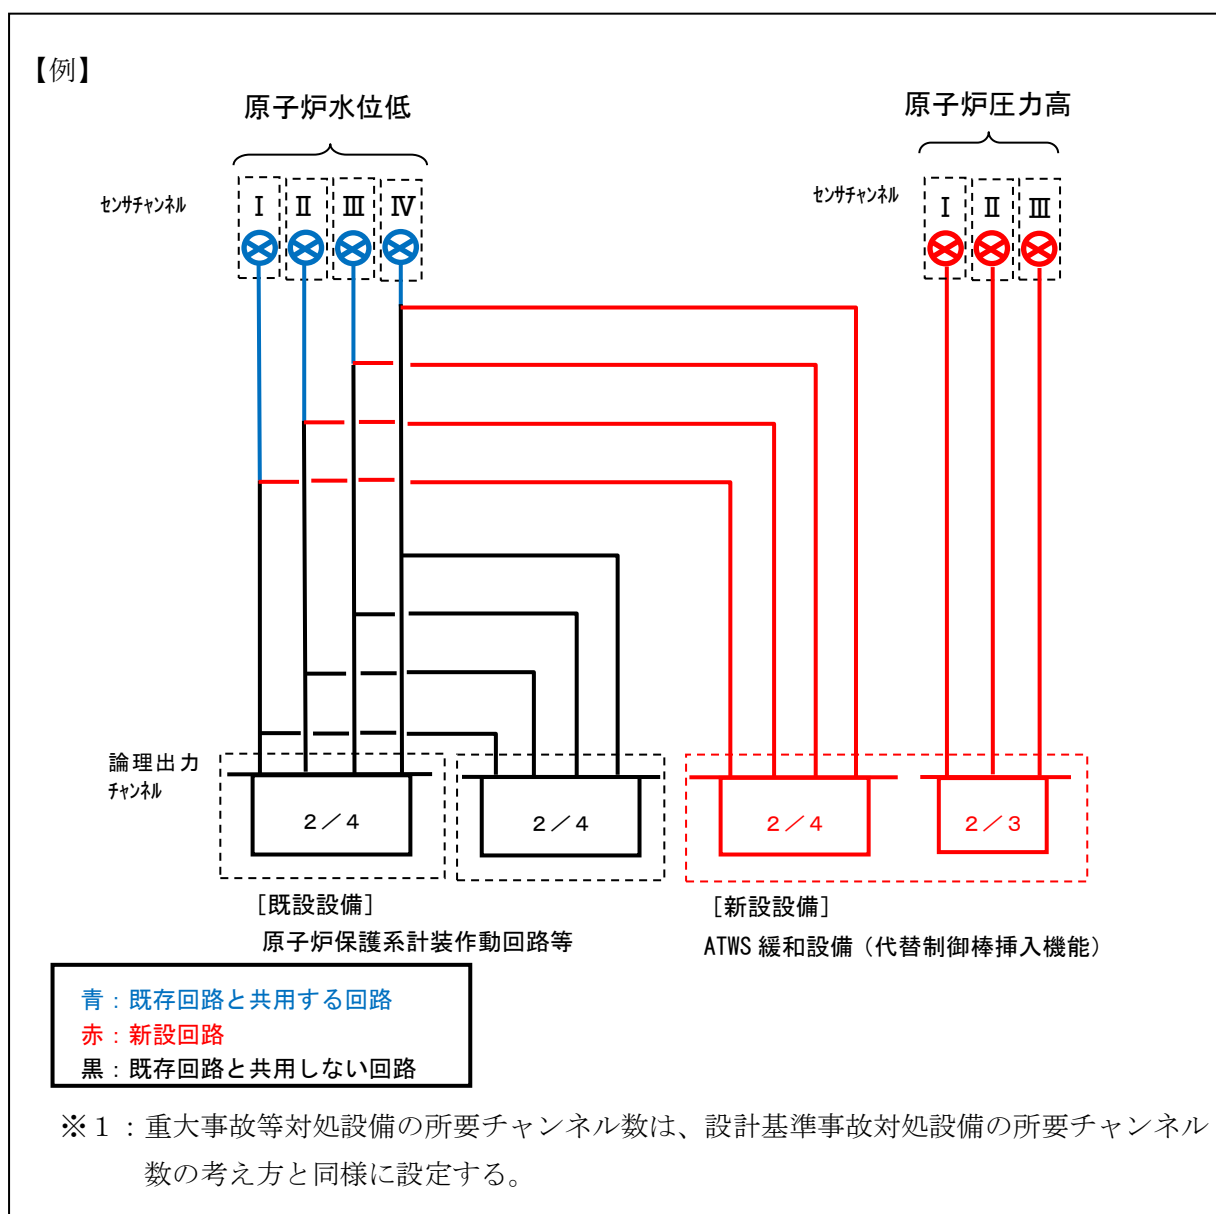 【例】
原子炉水位低
原子炉圧力高
センサチャンネル
Ⅰ Ⅱ Ⅲ Ⅳ
センサチャンネル
Ⅰ Ⅱ Ⅲ
論理出力
チャンネル
２／４
２／４
２／４
２／３
［既設設備］
原子炉保護系計装作動回路等
［新設設備］
ATWS 緩和設備（代替制御棒挿入機能）
青：既存回路と共用する回路
赤：新設回路
黒：既存回路と共用しない回路
※１：重大事故等対処設備の所要チャンネル数は、設計基準事故対処設備の所要チャンネル
数の考え方と同様に設定する。